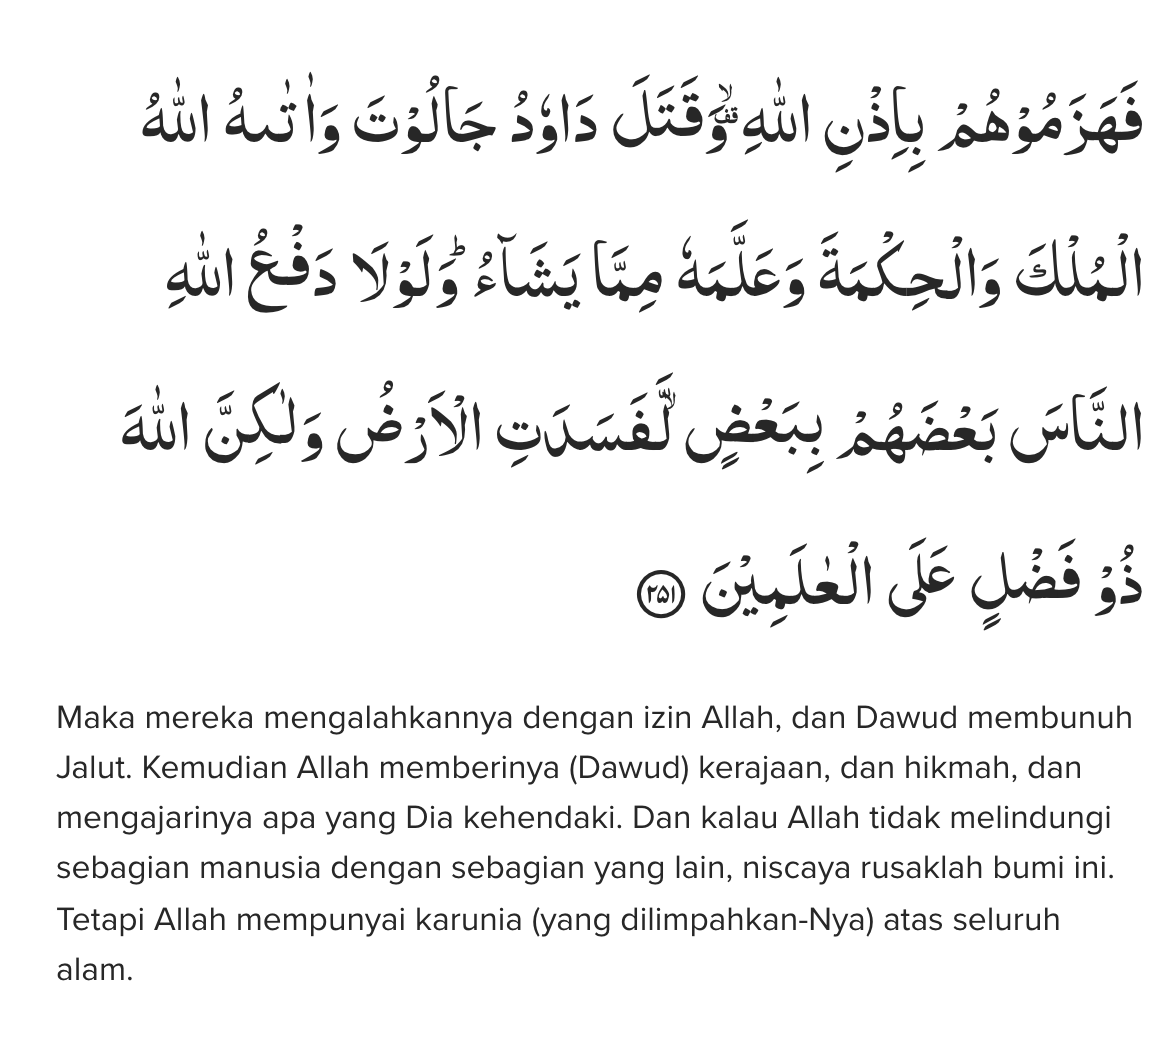 فَهَزَمُوْهُمْ بِاِذْنِ اللّٰهِ ۗوَقَتَلَ دَاوٗدُ جَالُوْتَ وَاٰتٰىهُ اللّٰهُ
الْمُلْكَ وَالْحِكْمَةَ وَعَلَّمَهٗ مِمَّا يَشَاۤءُ ۗ وَلَوْلَا دَفْعُ اللّٰهِ
النَّاسَ بَعْضَهُمْ بِبَعْضٍ لَّفَسَدَتِ الْاَرْضُ وَلٰكِنَّ اللّٰهَ
ذُوْ فَضْلٍ عَلَى الْعٰلَمِيْنَ ٢٥١
Maka mereka mengalahkannya dengan izin Allah, dan Dawud membunuh
Jalut. Kemudian Allah memberinya (Dawud) kerajaan, dan hikmah, dan
mengajarinya apa yang Dia kehendaki. Dan kalau Allah tidak melindungi
sebagian manusia dengan sebagian yang lain, niscaya rusaklah bumi ini.
Tetapi Allah mempunyai karunia (yang dilimpahkan-Nya) atas seluruh
alam.